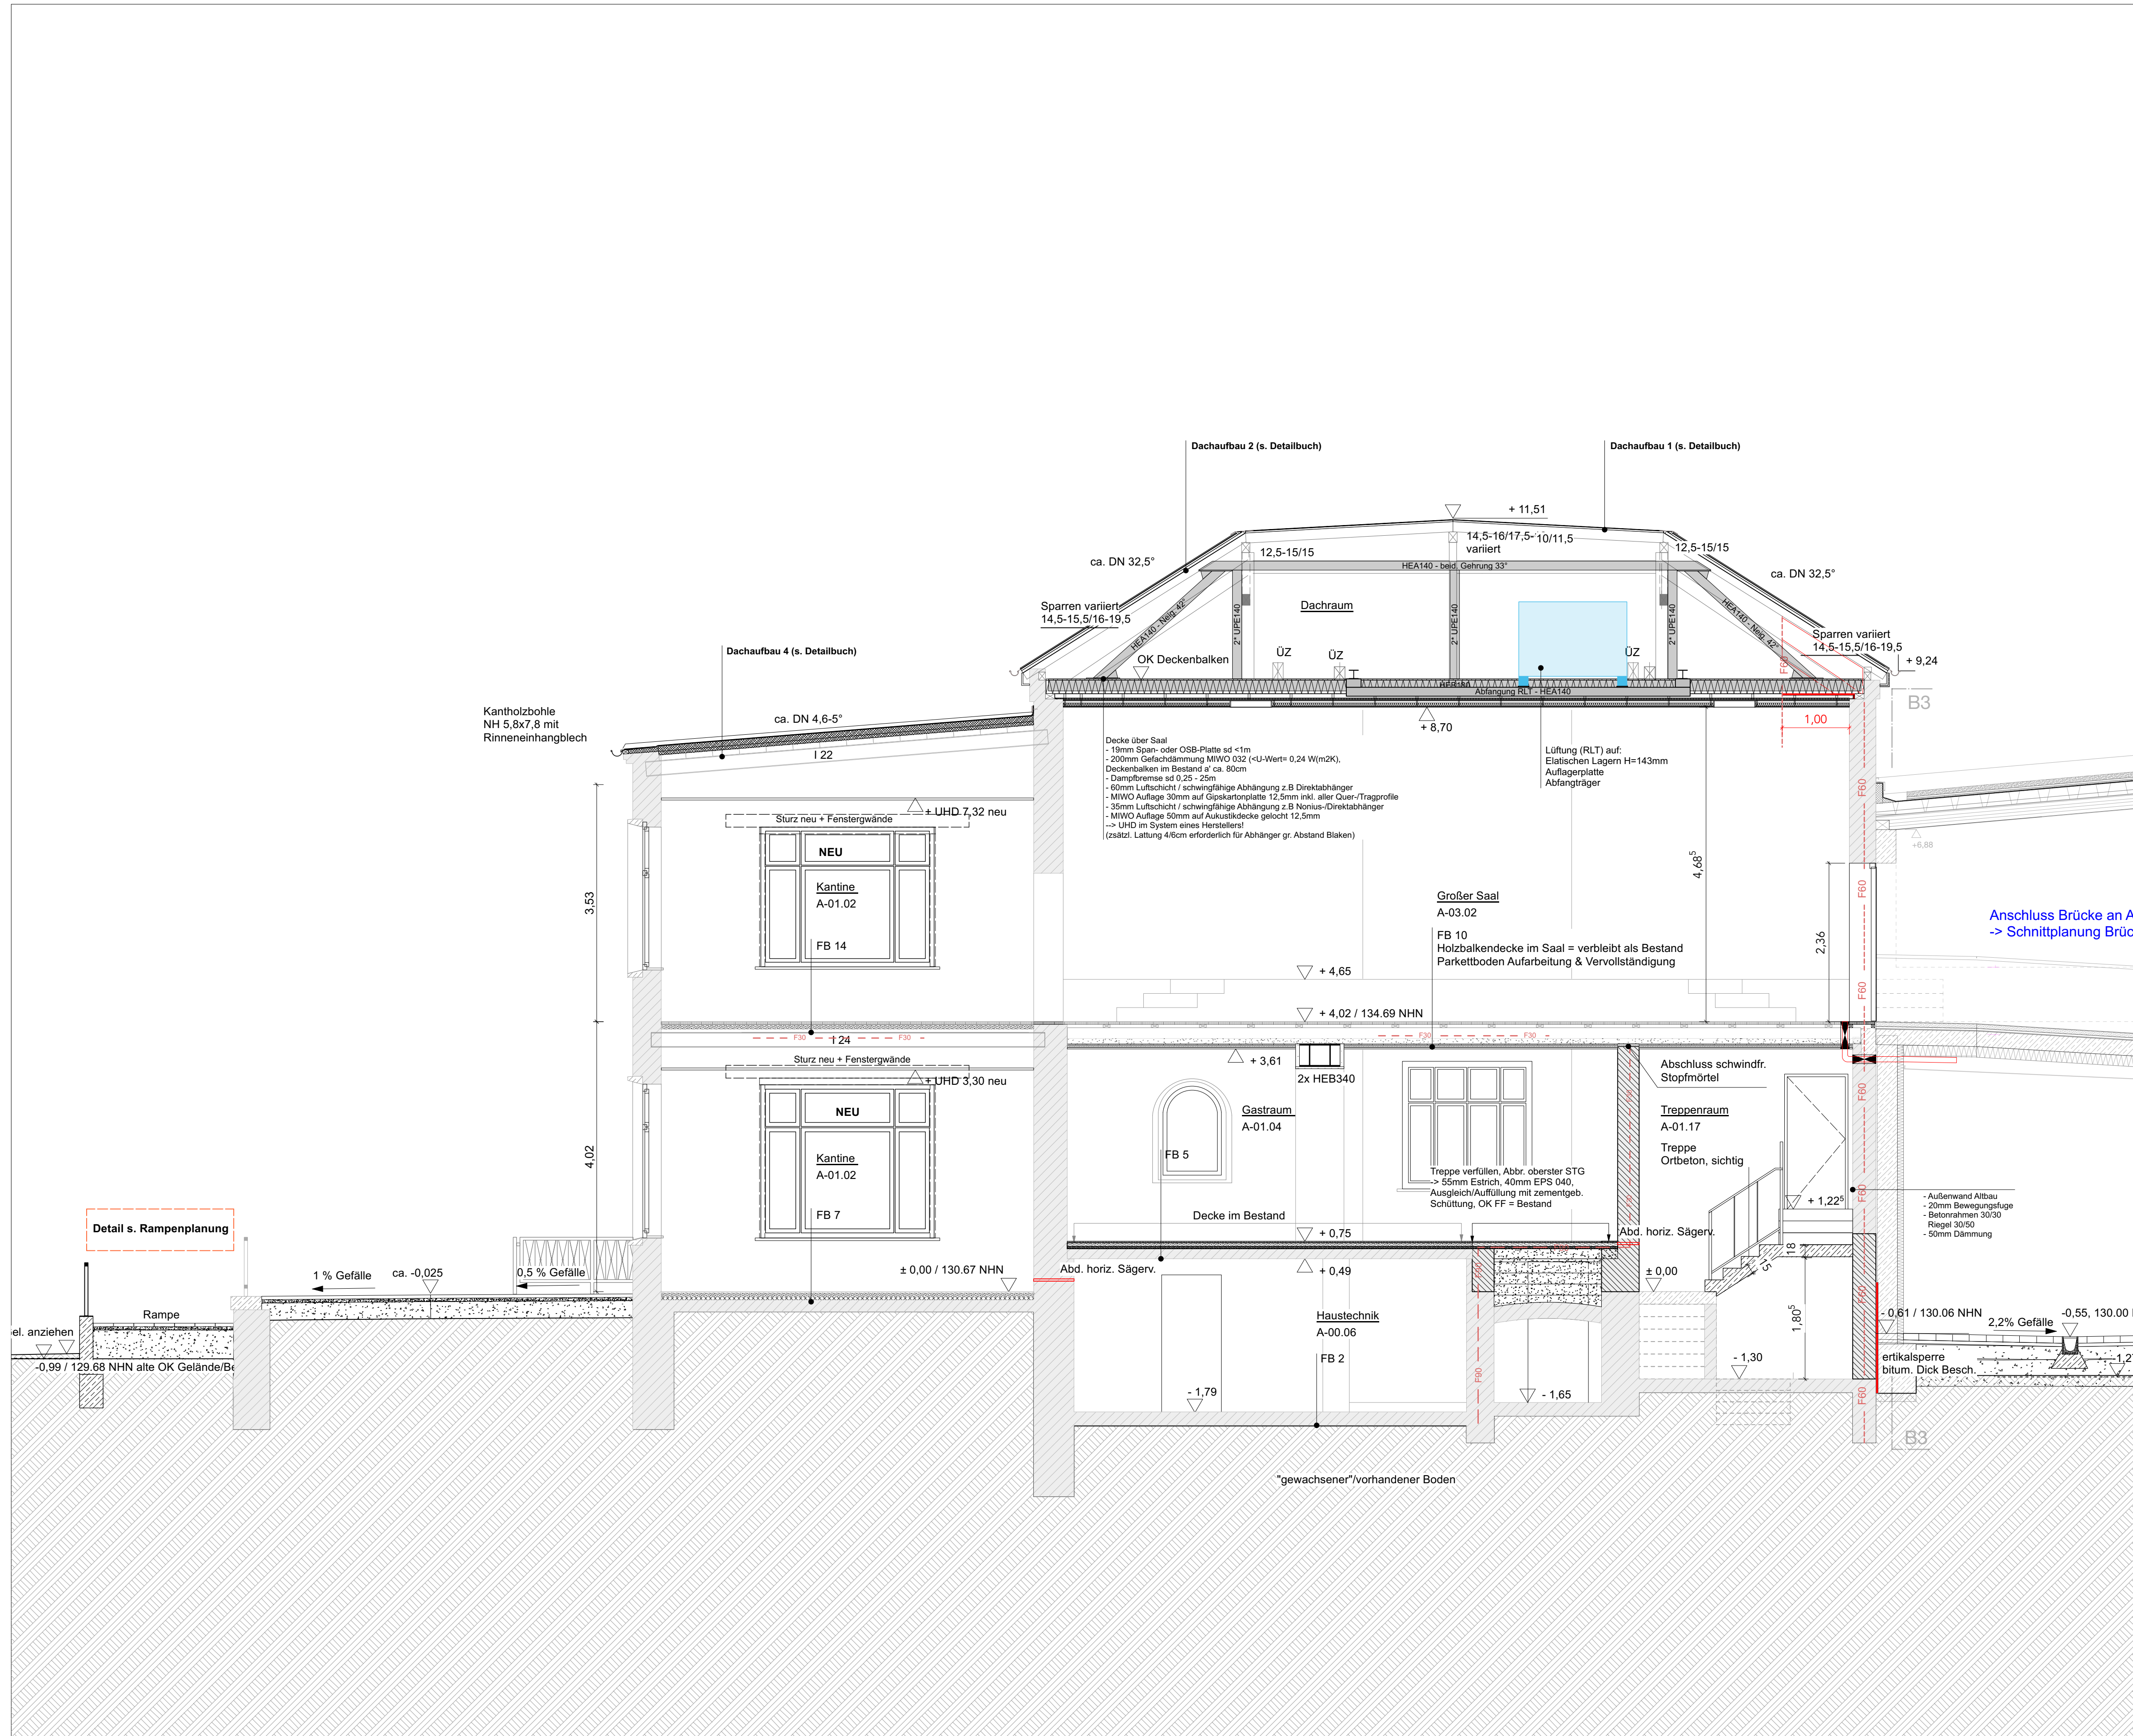 Dachaufbau 2 (s. Detailbuch)
Dachaufbau 1 (s. Detailbuch)
+ 11,51
14,5-16/17,5-
10/11,5
variiert
12,5-15/15
12,5-15/15
ca. DN 32,5°
ca. DN 32,5°
HEA140 - beid. Gehrung 33°
Sparren variiert
14,5-15,5/16-19,5
HEA140 - Neig. 42°
2* UPE140
Dachraum
2* UPE140
2* UPE140
HEA140 - Neig. 42°
Sparren variiert
14,5-15,5/16-19,5
F60
ÜZ
ÜZ
ÜZ
OK Deckenbalken
+ 9,24
Abfangung RLT - HEA140
B3
1,00
+ 8,70
Dachaufbau 4 (s. Detailbuch)
Kantholzbohle
NH 5,8x7,8 mit
Rinneneinhangblech
ca. DN 4,6-5°
I 22
Decke über Saal
- 19mm Span- oder OSB-Platte sd <1m
- 200mm Gefachdämmung MIWO 032 (<U-Wert= 0,24 W(m2K),
Deckenbalken im Bestand a' ca. 80cm
- Dampfbremse sd 0,25 - 25m
- 60mm Luftschicht / schwingfähige Abhängung z.B Direktabhänger
- MIWO Auflage 30mm auf Gipskartonplatte 12,5mm inkl. aller Quer-/Tragprofile
- 35mm Luftschicht / schwingfähige Abhängung z.B Nonius-/Direktabhänger
- MIWO Auflage 50mm auf Aukustikdecke gelocht 12,5mm
--> UHD im System eines Herstellers!
(zsätzl. Lattung 4/6cm erforderlich für Abhänger gr. Abstand Blaken)
Lüftung (RLT) auf:
Elatischen Lagern H=143mm
Auflagerplatte
Abfangträger
F60
+ UHD 7,32 neu
Sturz neu + Fenstergwände
NEU
Kantine
A-01.02
FB 14
3,53
4,68⁵
+6,88
F60
2,36
Großer Saal
A-03.02
FB 10
Holzbalkendecke im Saal = verbleibt als Bestand
Parkettboden Aufarbeitung & Vervollständigung
Anschluss Brücke an A
-> Schnittplanung Brüc
+ 4,65
F60
+ 4,02 / 134.69 NHN
F30
F30
I 24
F30
F30
Sturz neu + Fenstergwände
+ UHD 3,30 neu
+ 3,61
2x HEB340
Abschluss schwindfr.
Stopfmörtel
F60
NEU
Gastraum
A-01.04
Treppenraum
A-01.17
Treppe
Ortbeton, sichtig
4,02
Kantine
A-01.02
FB 5
Treppe verfüllen, Abbr. oberster STG
-> 55mm Estrich, 40mm EPS 040,
Ausgleich/Auffüllung mit zementgeb.
Schüttung, OK FF = Bestand
F60
+ 1,22⁵
- Außenwand Altbau
- 20mm Bewegungsfuge
- Betonrahmen 30/30
Riegel 30/50
- 50mm Dämmung
FB 7
Decke im Bestand
+ 0,75
Abd. horiz. Sägerv.
Detail s. Rampenplanung
18
15
1 % Gefälle
ca. -0,025
0,5 % Gefälle
± 0,00 / 130.67 NHN
Abd. horiz. Sägerv.
+ 0,49
F90
± 0,00
F60
Rampe
Haustechnik
A-00.06
FB 2
1,80⁵
- 0,61 / 130.06 NHN
2,2% Gefälle
-0,55, 130.00
el. anziehen
-0,99 / 129.68 NHN alte OK Gelände/Be
F90
- 1,30
ertikalsperre
bitum. Dick Besch.
- 1,79
- 1,65
F60
B3
"gewachsener"/vorhandener Boden